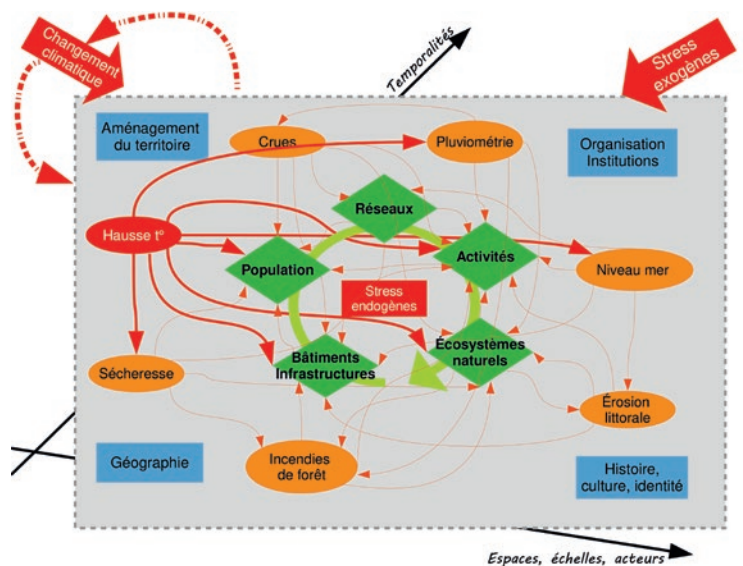 Changement
climatique
Temporalités
Stress
exogènes
Aménagement
du territoire
Crues
Pluviométrie
Organisation
Institutions
Réseaux
Hausse t°
Population
Activités
Niveau mer
Stress
endogènes
Sécheresse
Bâtiments
Infrastructures
Écosystèmes
naturels
Érosion
littorale
Géographie
Incendies
de forêt
Histoire,
culture, identité
Espaces, échelles, acteurs